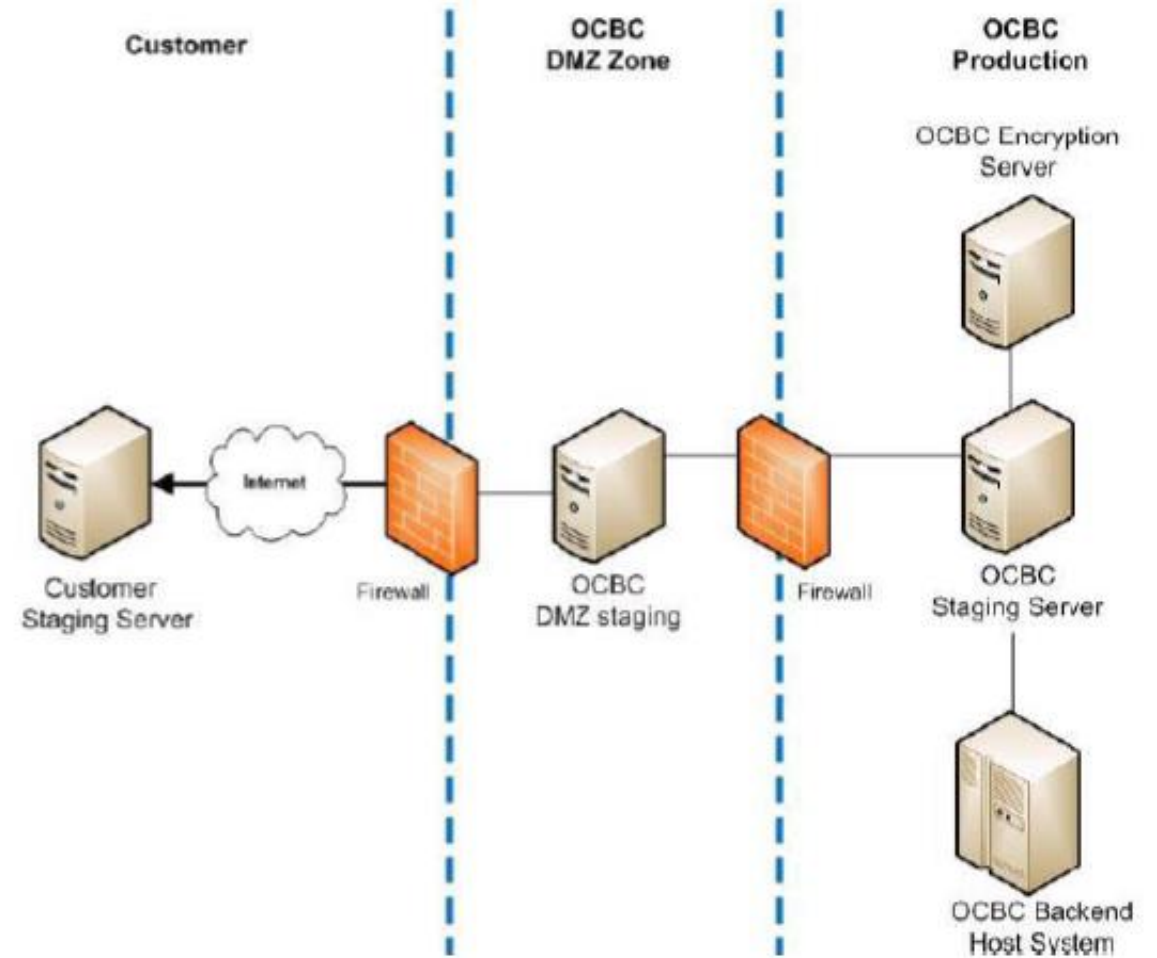 Customer
OCBC
DMZ Zone
OCBC
Production
OCBC Encryption
Server
Internet
Customer
Staging Server
Firewall
OCBC
DMZ staging
Firewall
OCBC
Staging Server
OCBC Backend
Host System